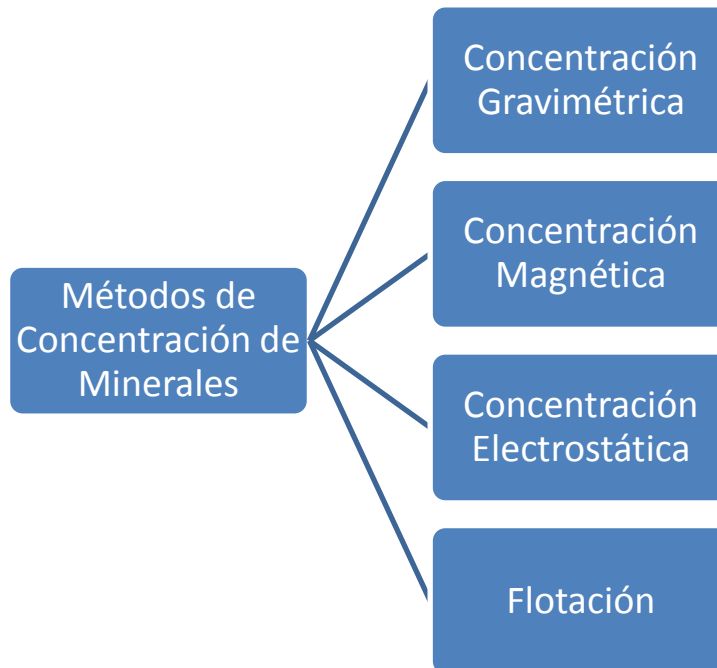 Métodos de
Concentración de
Minerales
Concentración
Gravimétrica
Concentración
Magnética
Concentración
Electrostática
Flotación